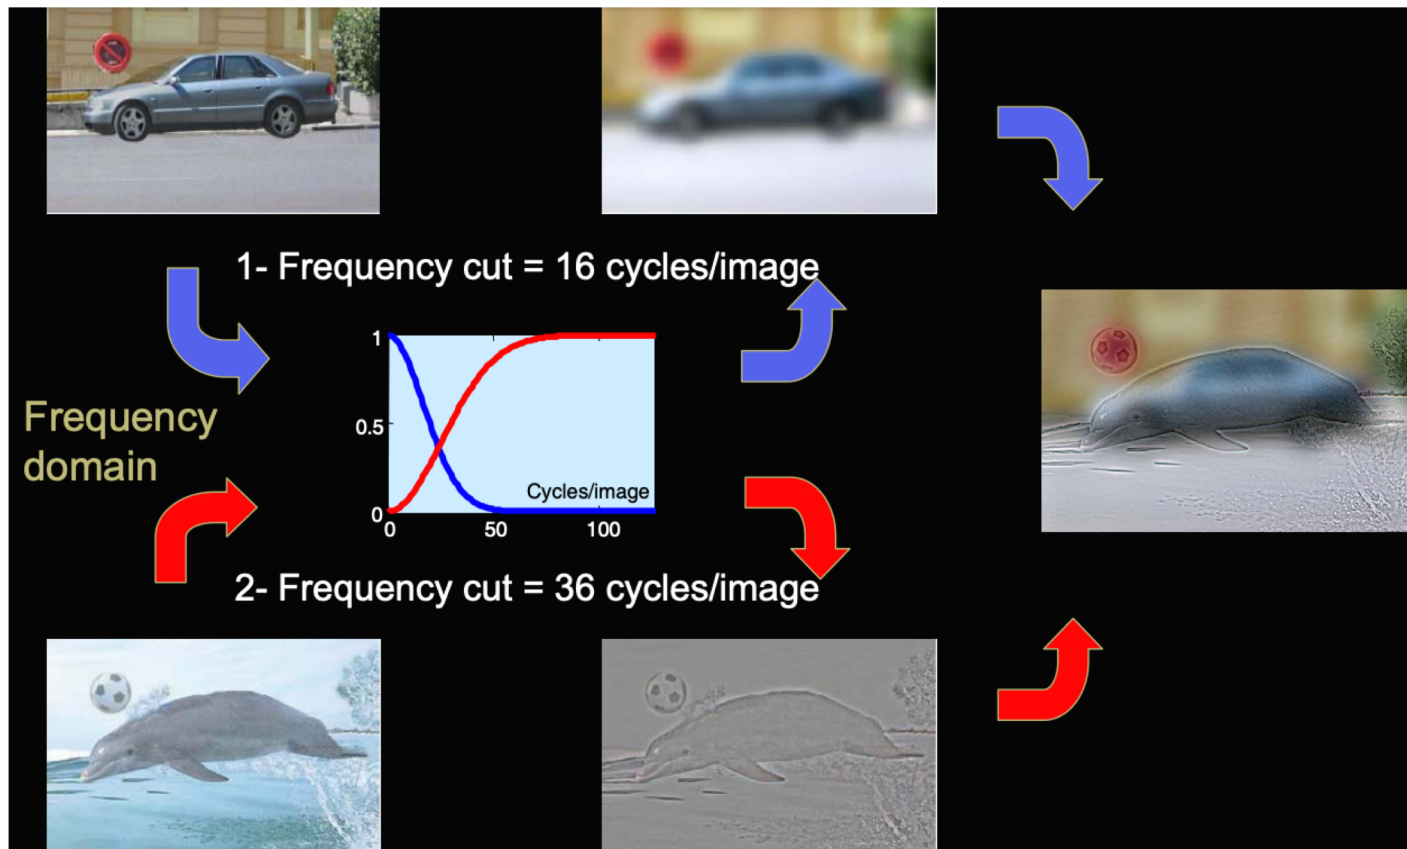 1- Frequency cut = 16 cycles/image
Frequency
domain
1
0.5
0
Cycles/image
0 50 100
2- Frequency cut = 36 cycles/image